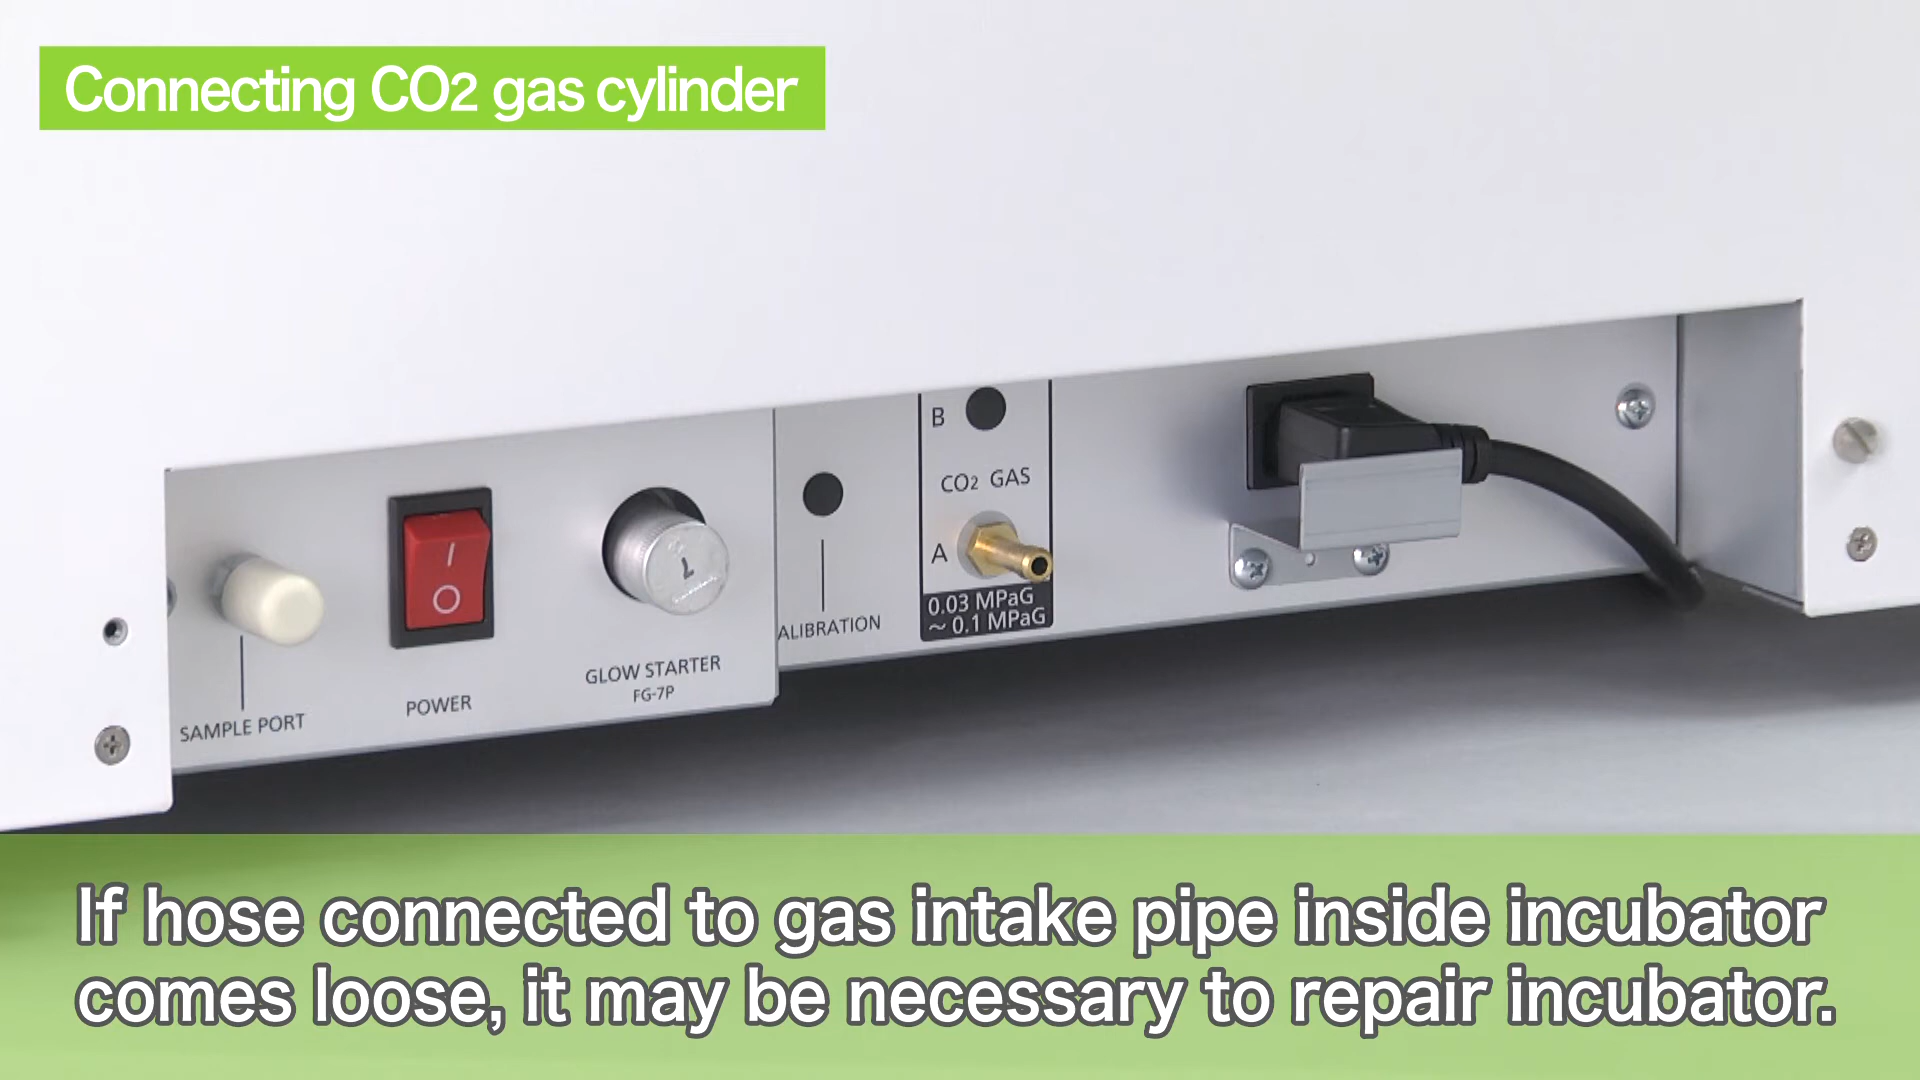 Connecting CO2 gas cylinder
B
CO2 GAS
A
0.03 MPaG
～ 0.1 MPaG
ALIBRATION
GLOW STARTER
FG-7P
POWER
SAMPLE PORT
I
O
If hose connected to gas intake pipe inside incubator
comes loose, it may be necessary to repair incubator.